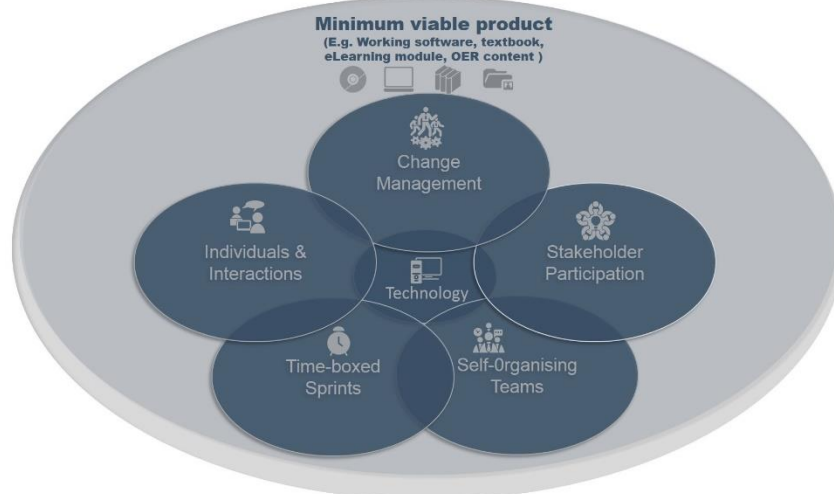 Minimum viable product
(E.g. Working software, textbook,
eLearning module, OER content )
Change
Management
Individuals &
Interactions
Stakeholder
Participation
Technology
Time-boxed
Sprints
Self-0rganising
Teams